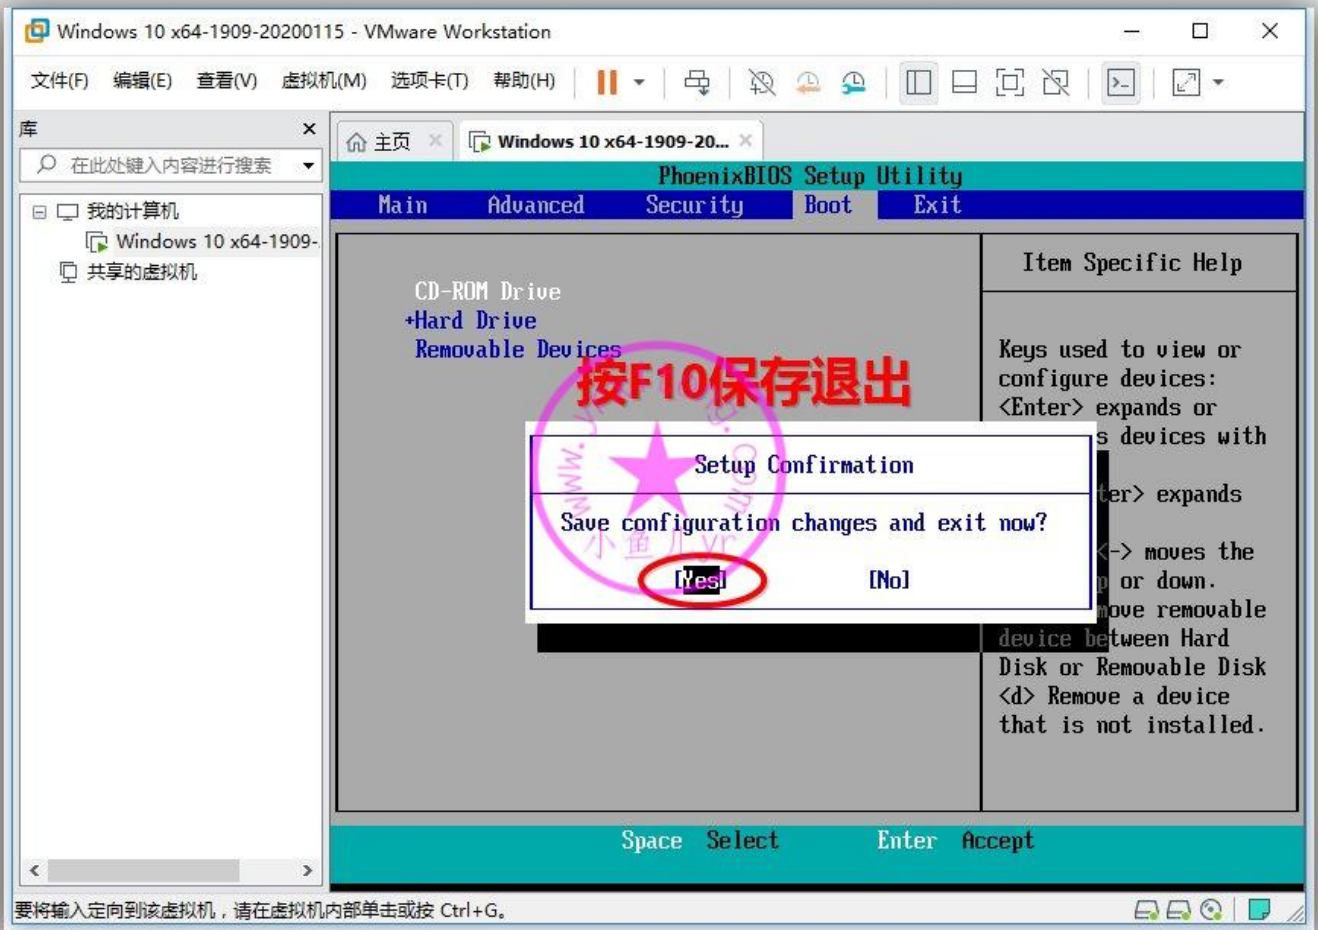 Windows 10 x64-1909-20200115 - VMware Workstation
文件(F) 编辑(E) 查看(V) 虚拟机(M) 选项卡(T) 帮助(H)
库
在此处键入内容进行搜索
我的计算机
Windows 10 x64-1909-
共享的虚拟机
主页
Windows 10 x64-1909-20...
PhoenixBIOS Setup Utility
Main Advanced Security Boot Exit
CD-ROM Drive
+Hard Drive
Removable Devices
按F10保存退出
Setup Confirmation
Save configuration changes and exit now?
[Yes] [No]
小鱼儿yr
Item Specific Help
Keys used to view or
configure devices:
<Enter> expands or
s devices with
ter> expands
<-> moves the
p or down.
move removable
device between Hard
Disk or Removable Disk
<d> Remove a device
that is not installed.
Space Select Enter Accept
要将输入定向到该虚拟机，请在虚拟机内部单击或按 Ctrl+G。